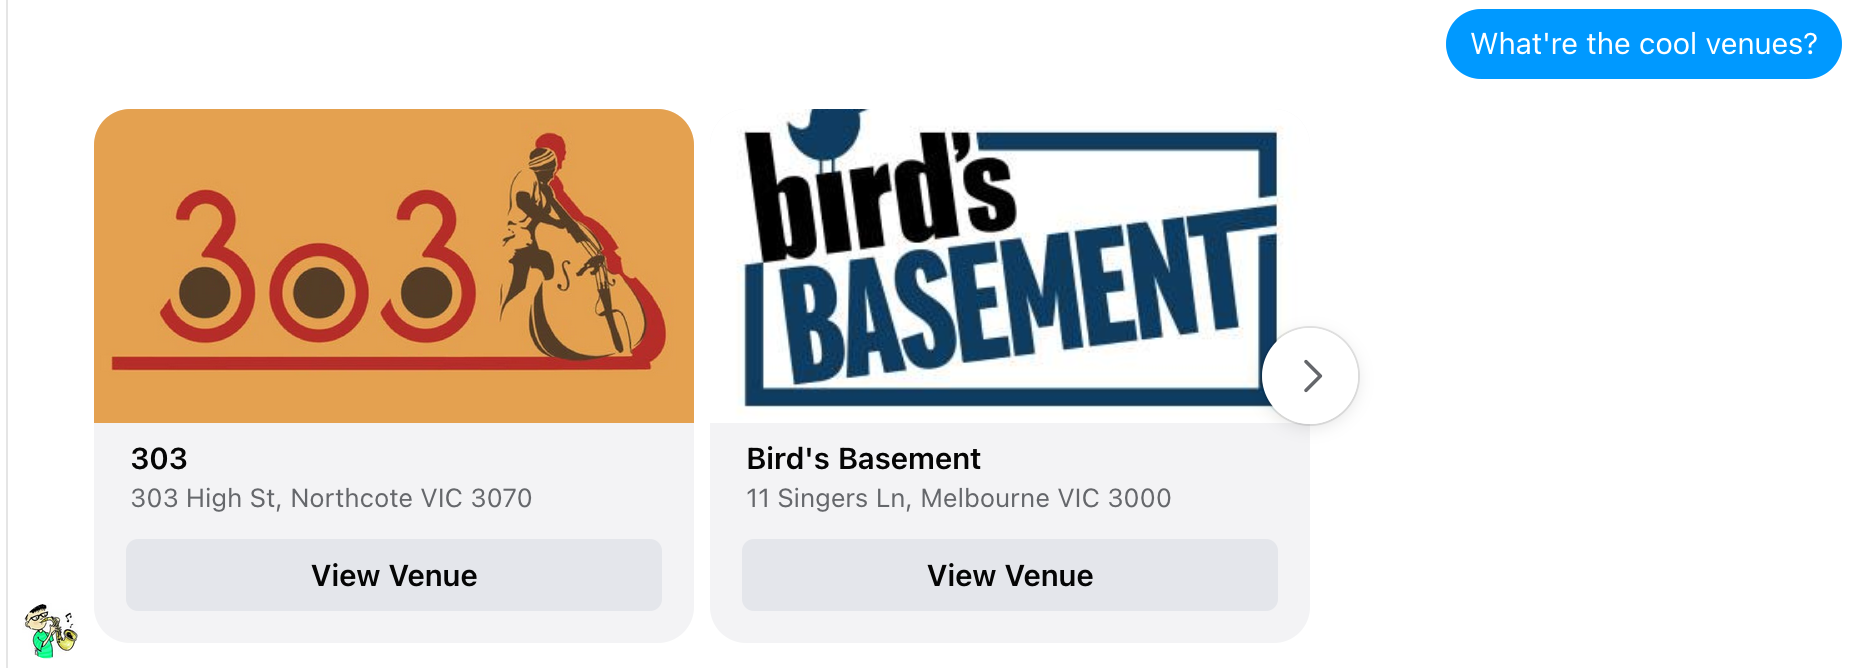 What're the cool venues?
303
bird's
BASEMENT
303
303 High St, Northcote VIC 3070
View Venue
Bird's Basement
11 Singers Ln, Melbourne VIC 3000
View Venue